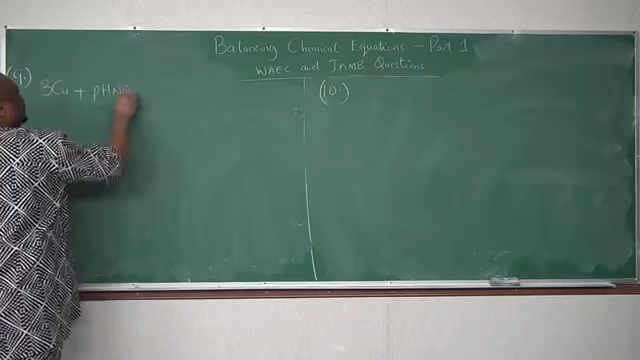 Balancing Chemical Equations - Part 1
WAEC and JAMB Questions
(9.)
3Cu + pHNO
(10.)